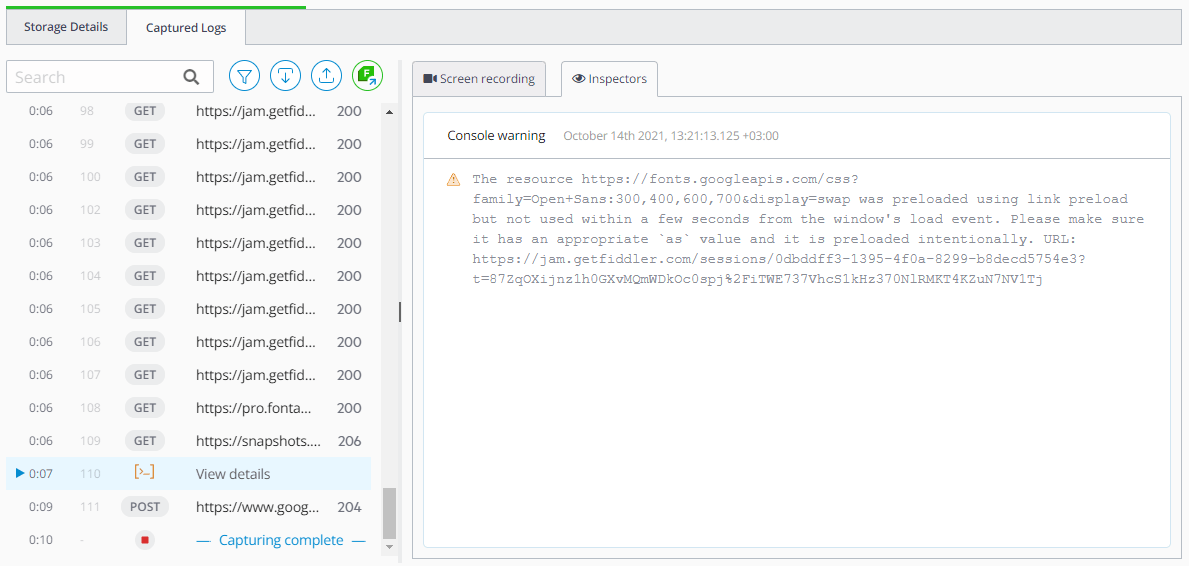 Storage Details Captured Logs
Search
Screen recording Inspectors
0:06 98 GET https://jam.getfid... 200
0:06 99 GET https://jam.getfid... 200
0:06 100 GET https://jam.getfid... 200
0:06 102 GET https://jam.getfid... 200
0:06 103 GET https://jam.getfid... 200
0:06 104 GET https://jam.getfid... 200
0:06 105 GET https://jam.getfid... 200
0:06 106 GET https://jam.getfid... 200
0:06 107 GET https://jam.getfid... 200
0:06 108 GET https://pro.fonta... 200
0:06 109 GET https://snapshots.... 206
0:07 110 [>_] View details
0:09 111 POST https://www.goog... 204
0:10 - — Capturing complete —
Console warning October 14th 2021, 13:21:13.125 +03:00
The resource https://fonts.googleapis.com/css?
family=Open+Sans:300,400,600,700&display=swap was preloaded using link preload
but not used within a few seconds from the window's load event. Please make sure
it has an appropriate `as` value and it is preloaded intentionally. URL:
https://jam.getfiddler.com/sessions/0dbddff3-1395-4f0a-8299-b8decd5754e3?
t=87ZqOXijnz1h0GXvMQmWDkOc0spj%2FiTWE737VhcS1kHz370NlRMKT4KZuN7NV1Tj